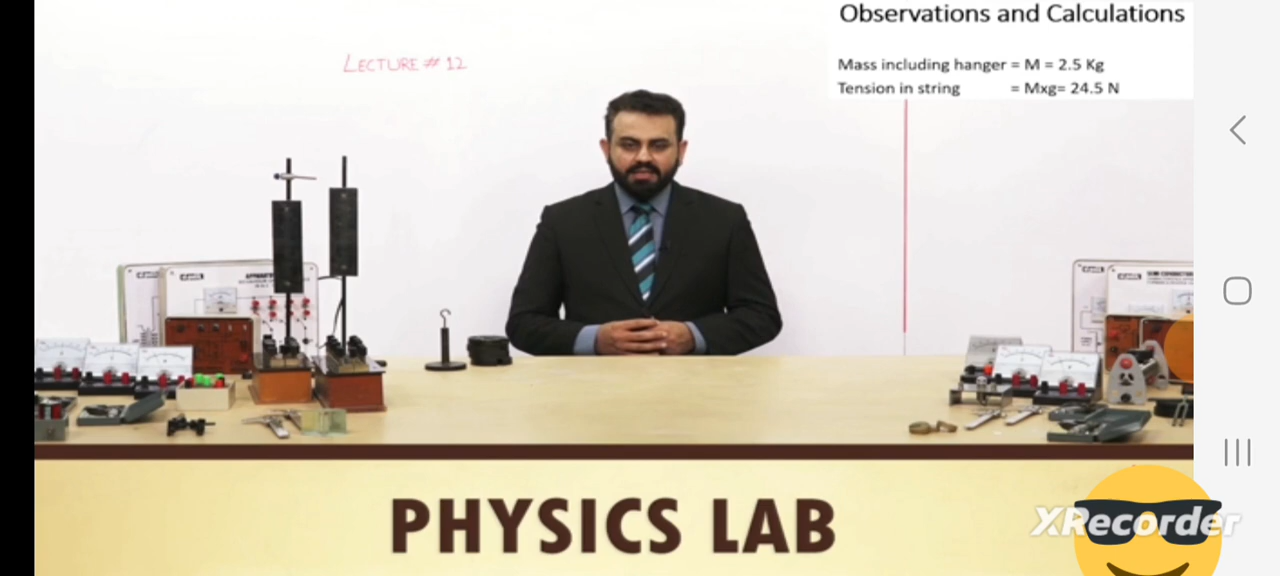 Observations and Calculations
Mass including hanger = M = 2.5 Kg
Tension in string = Mxg= 24.5 N
LECTURE # 12
PHYSICS LAB
XRecorder